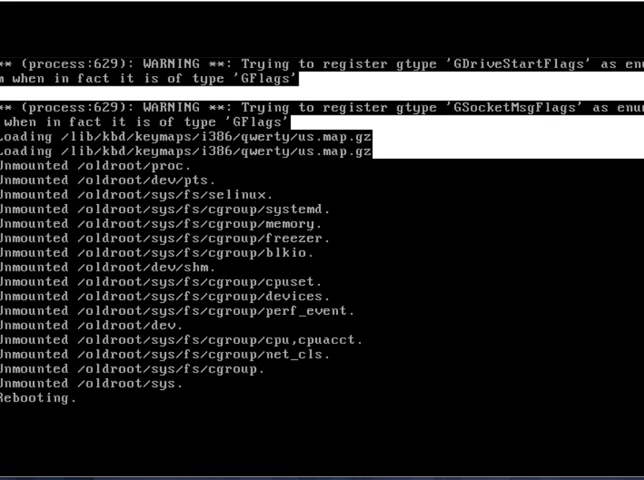 ** (process:629): WARNING **: Trying to register gtype 'GDriveStartFlags' as enu
m when in fact it is of type 'GFlags'
** (process:629): WARNING **: Trying to register gtype 'GSocketMsgFlags' as enu
when in fact it is of type 'GFlags'
Loading /lib/kbd/keymaps/i386/qwerty/us.map.gz
Loading /lib/kbd/keymaps/i386/qwerty/us.map.gz
Unmounted /oldroot/proc.
Unmounted /oldroot/dev/pts.
Unmounted /oldroot/sys/fs/selinux.
Unmounted /oldroot/sys/fs/cgroup/systemd.
Unmounted /oldroot/sys/fs/cgroup/memory.
Unmounted /oldroot/sys/fs/cgroup/freezer.
Unmounted /oldroot/sys/fs/cgroup/blkio.
Unmounted /oldroot/dev/shm.
Unmounted /oldroot/sys/fs/cgroup/cpuset.
Unmounted /oldroot/sys/fs/cgroup/devices.
Unmounted /oldroot/sys/fs/cgroup/perf_event.
Unmounted /oldroot/dev.
Unmounted /oldroot/sys/fs/cgroup/cpu,cpuacct.
Unmounted /oldroot/sys/fs/cgroup/net_cls.
Unmounted /oldroot/sys/fs/cgroup.
Unmounted /oldroot/sys.
Rebooting.